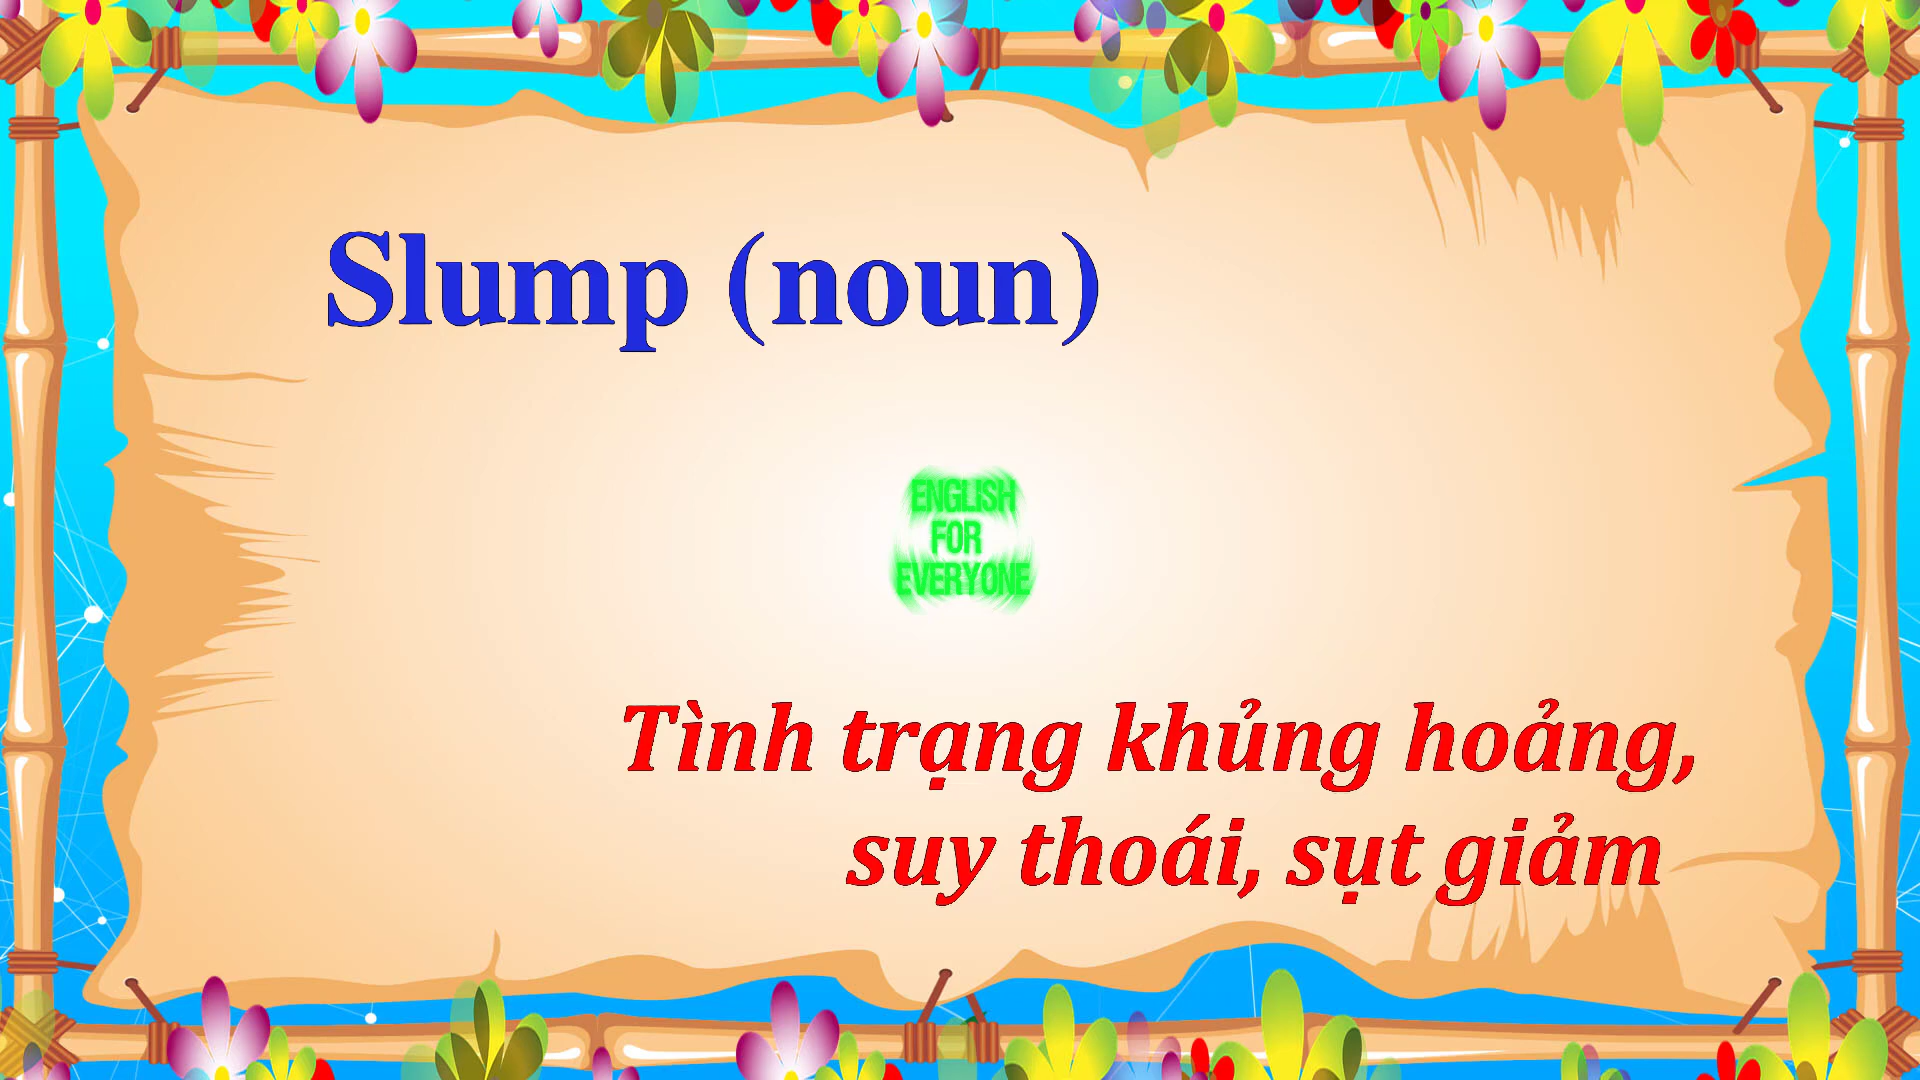 Slump (noun)
ENGLISH
FOR
EVERYONE
Tình trạng khủng hoảng,
suy thoái, sụt giảm